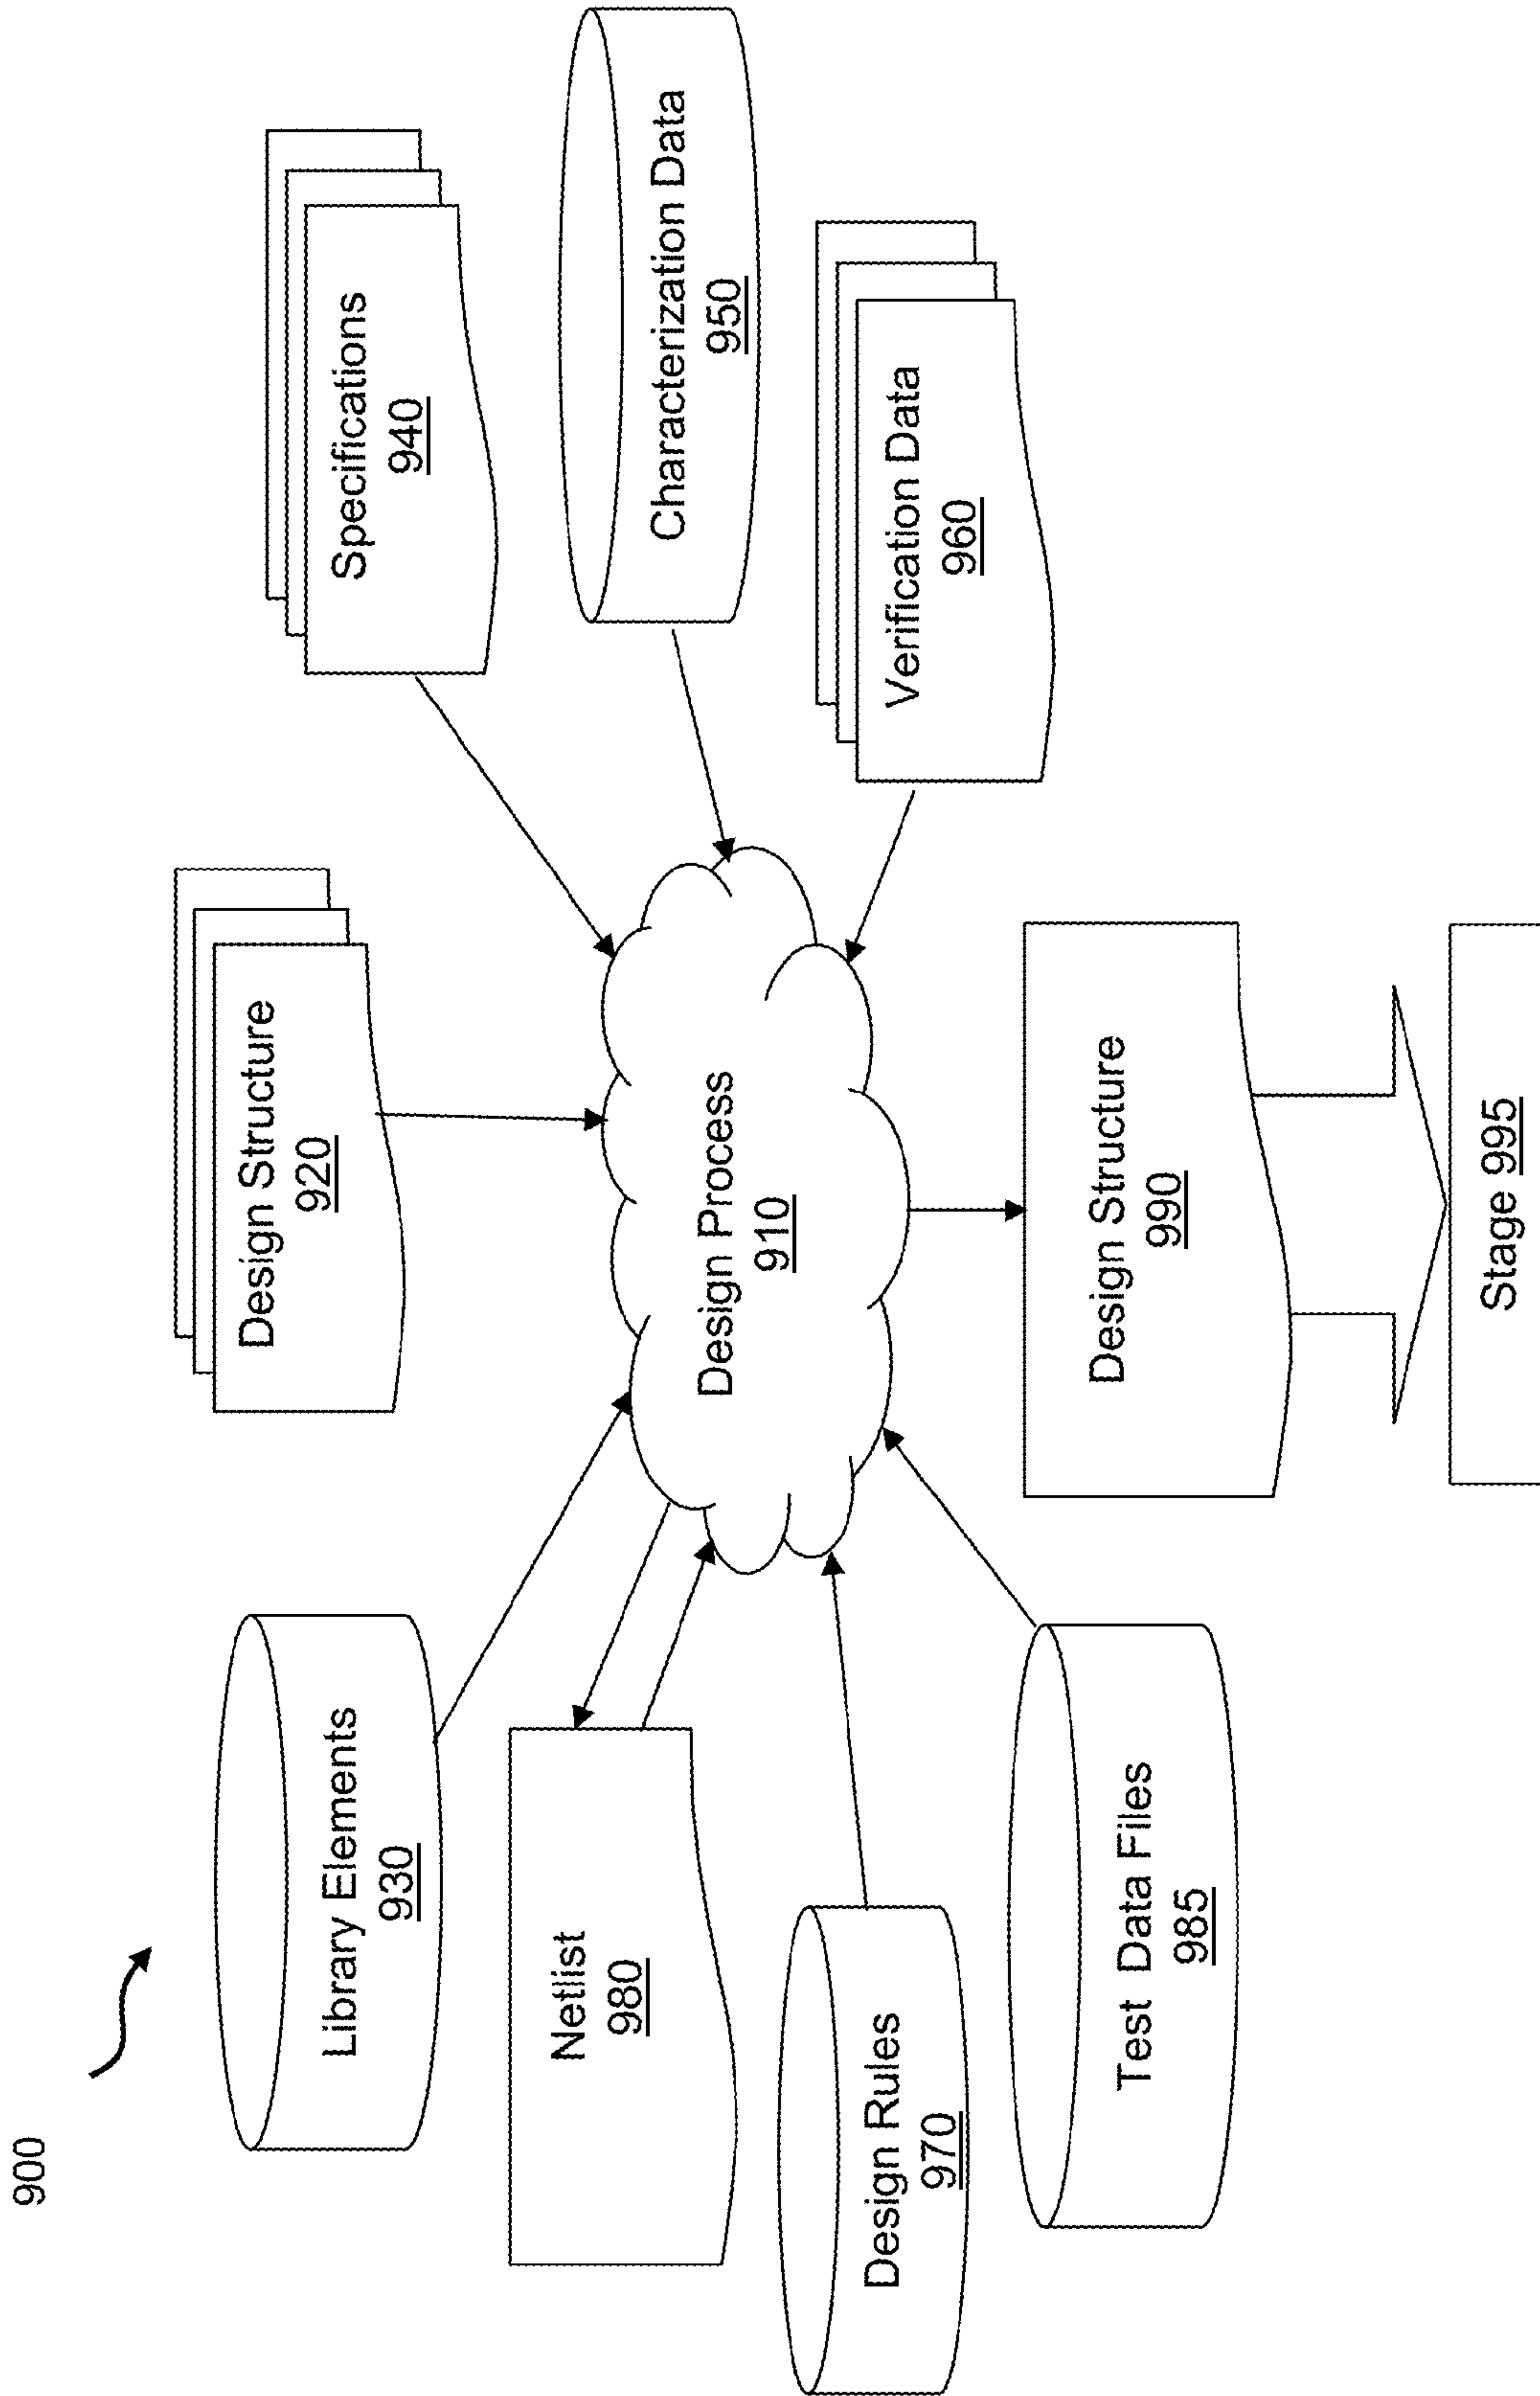 900
Design Structure
920
Library Elements
930
Specifications
940
Netlist
980
Characterization Data
950
Design Process
910
Design Rules
970
Verification Data
960
Test Data Files
985
Design Structure
990
Stage 995